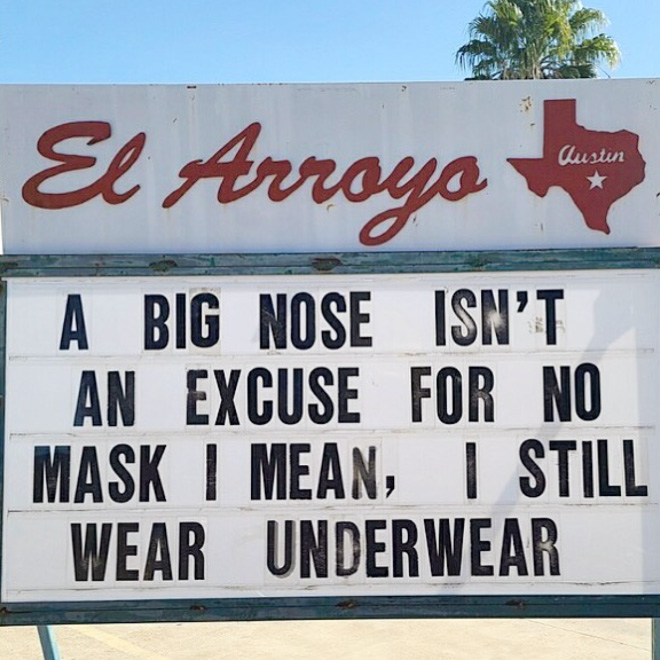 El Arroyo
Austin
A BIG NOSE ISN'T
AN EXCUSE FOR NO
MASK I MEAN, I STILL
WEAR UNDERWEAR